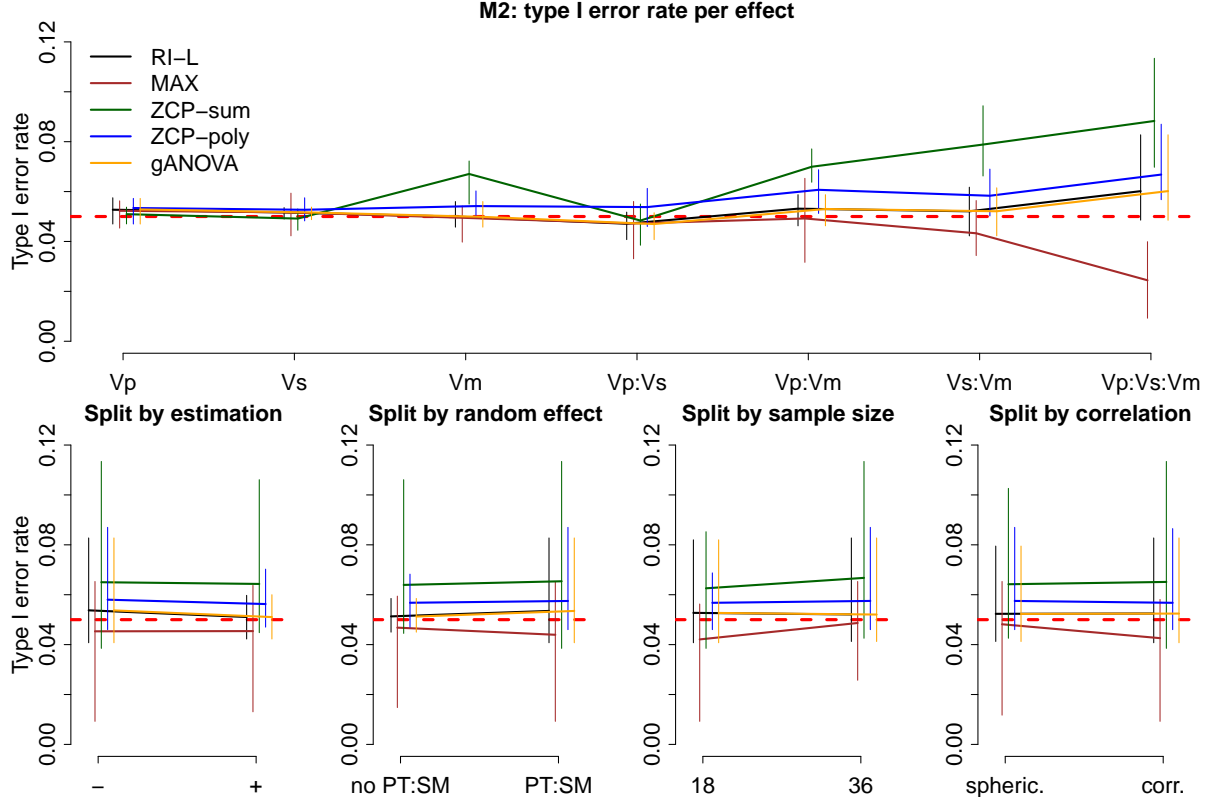 M2: type I error rate per effect
Type I error rate
0.00 0.04 0.08 0.12
RI−L
MAX
ZCP−sum
ZCP−poly
gANOVA
Vp Vs Vm Vp:Vs Vp:Vm Vs:Vm Vp:Vs:Vm
Split by estimation Split by random effect Split by sample size Split by correlation
Type I error rate
0.00 0.04 0.08 0.12
0.00 0.04 0.08 0.12
0.00 0.04 0.08 0.12
0.00 0.04 0.08 0.12
− + no PT:SM PT:SM 18 36 spheric. corr.